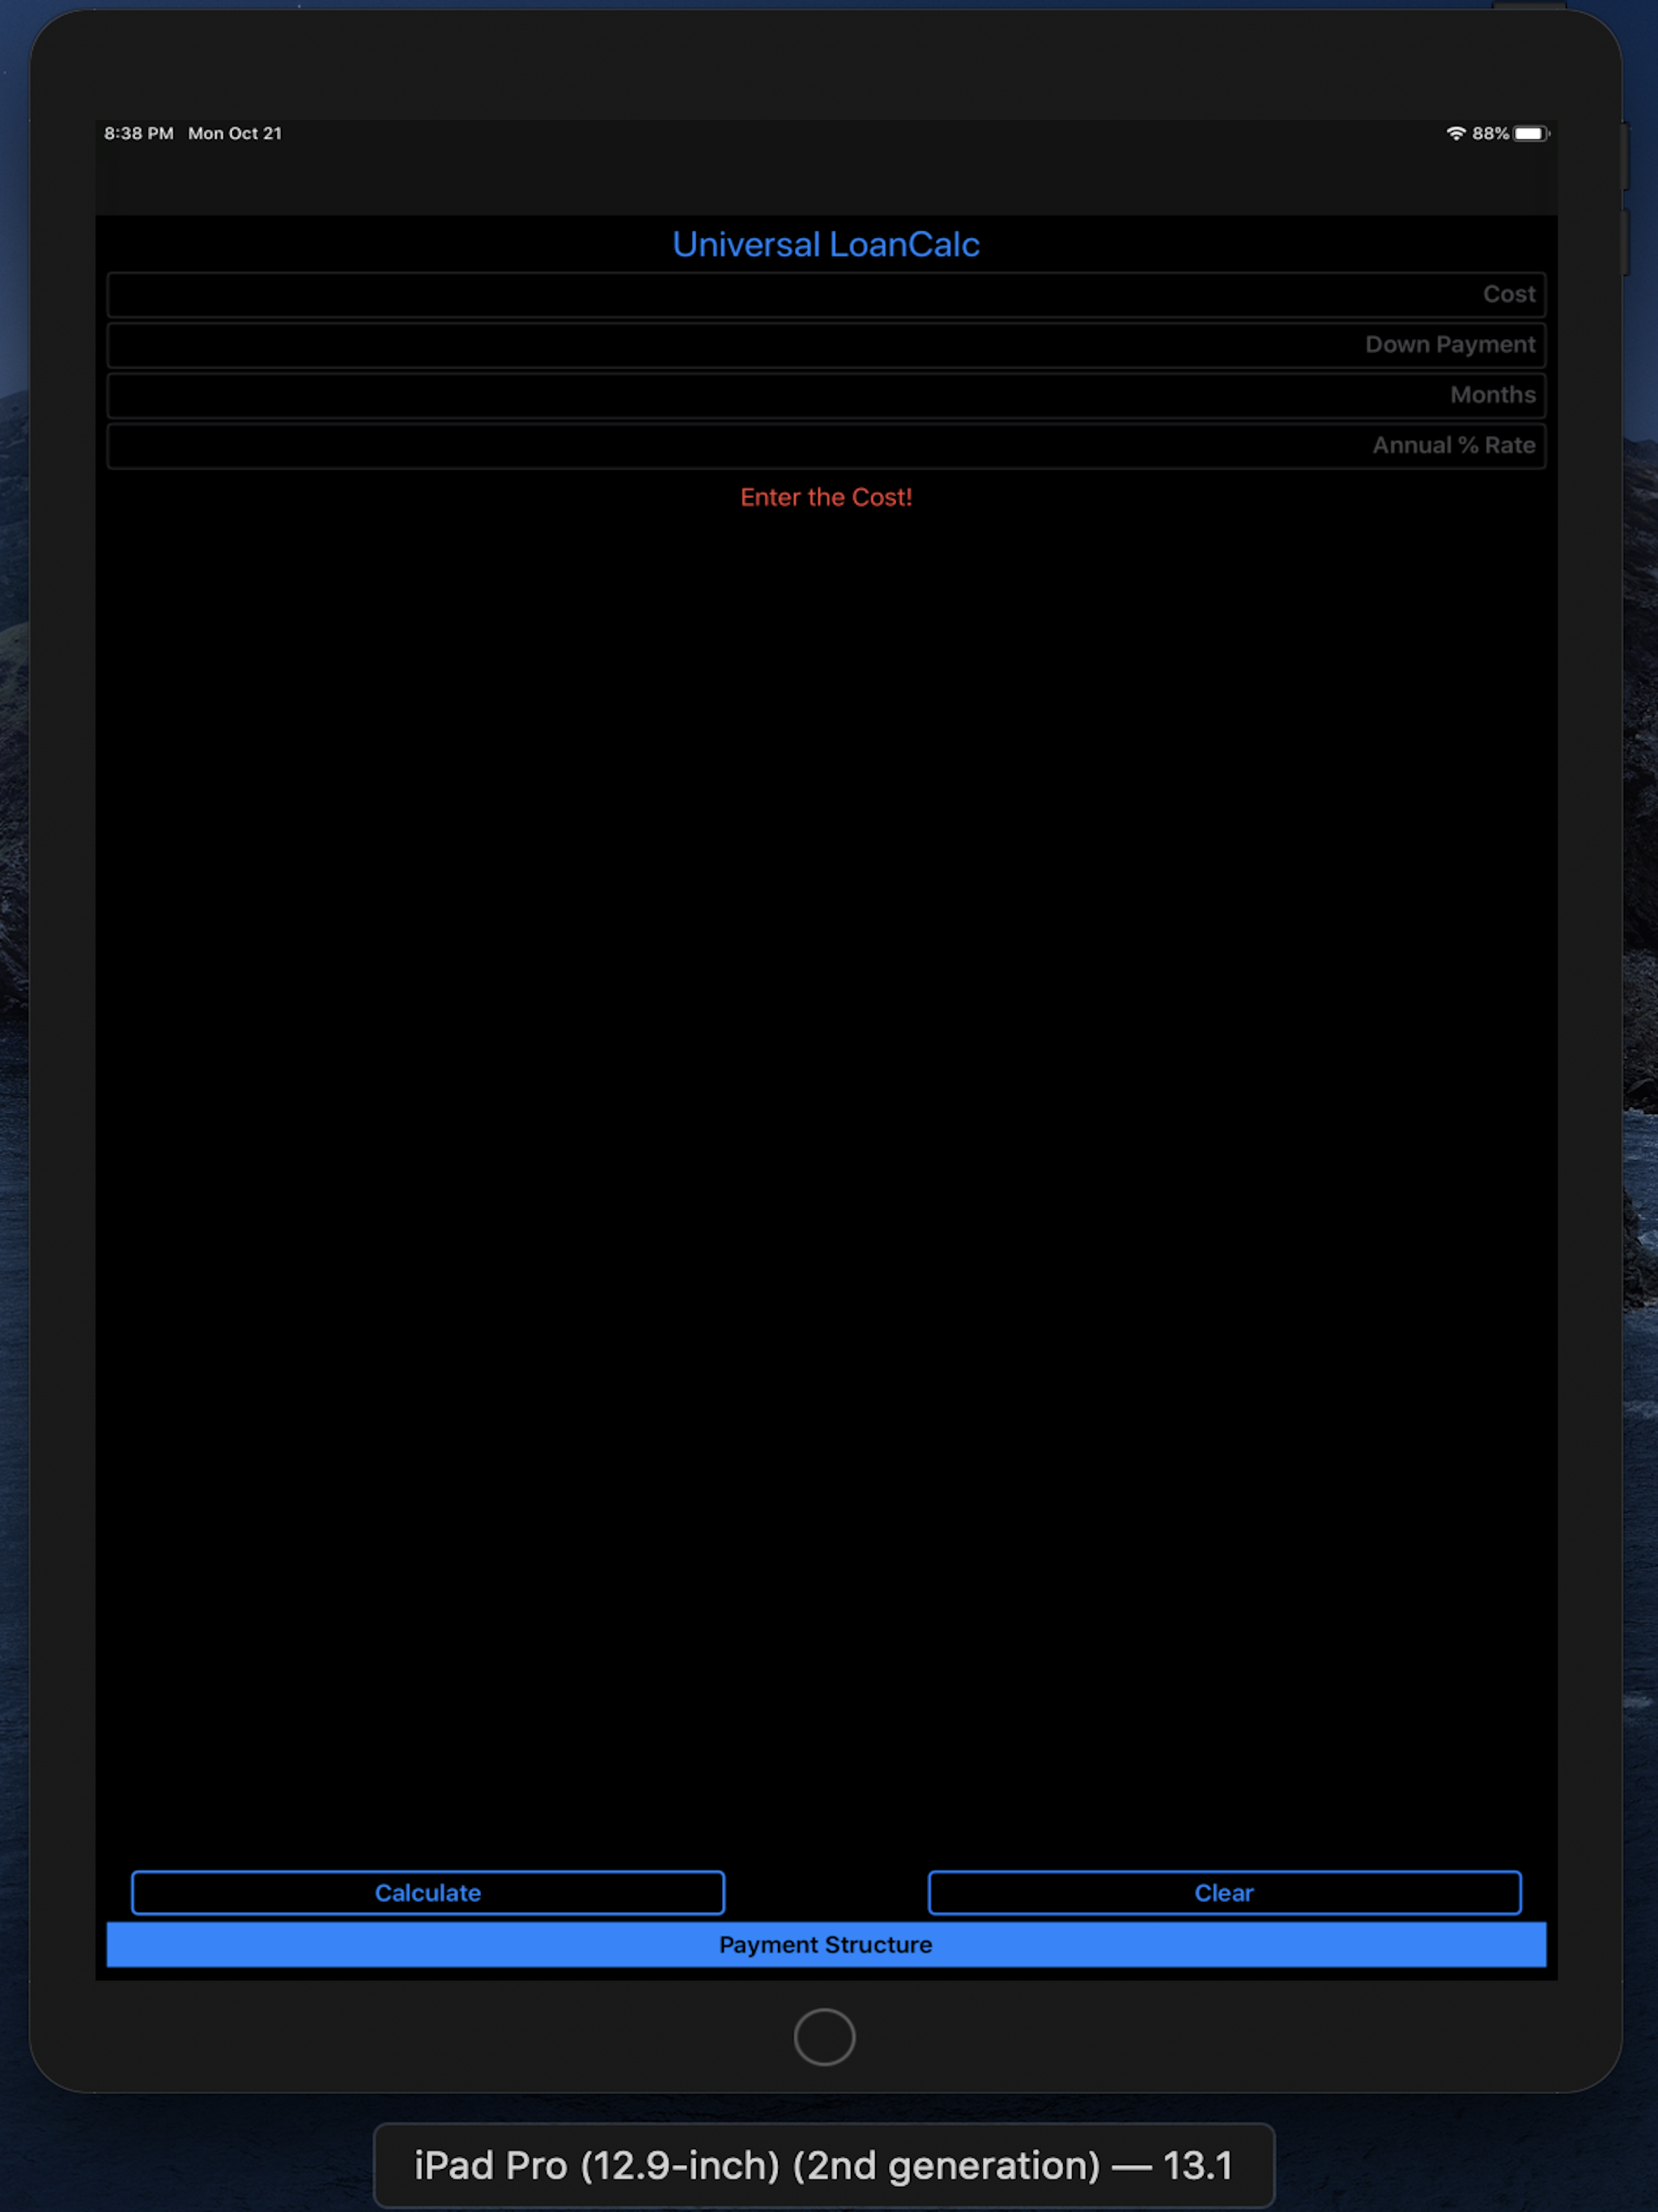 8:38 PM Mon Oct 21 88%
Universal LoanCalc
Cost
Down Payment
Months
Annual % Rate
Enter the Cost!
Calculate Clear
Payment Structure
iPad Pro (12.9-inch) (2nd generation) — 13.1